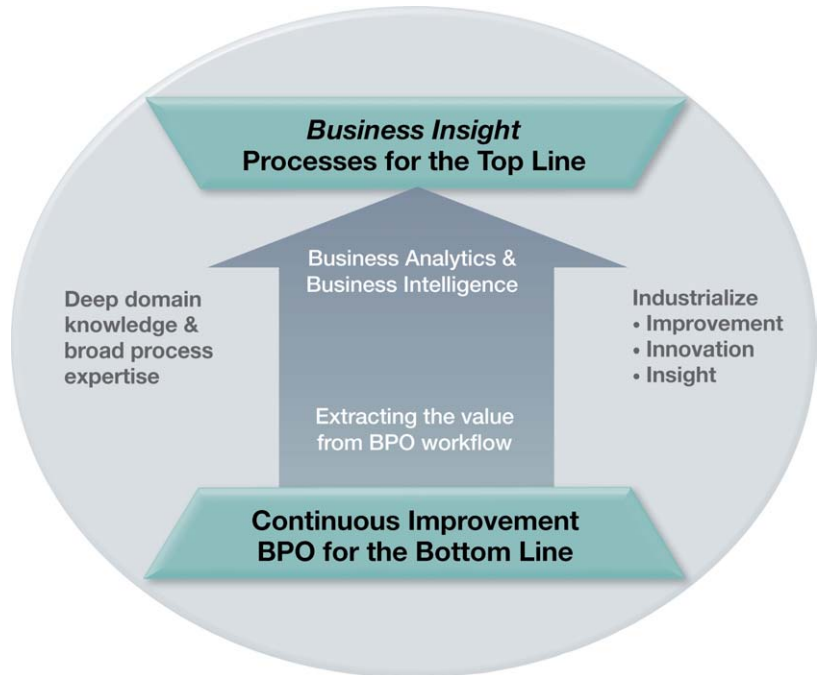 Business Insight
Processes for the Top Line
Business Analytics &
Business Intelligence
Deep domain
knowledge &
broad process
expertise
Industrialize
• Improvement
• Innovation
• Insight
Extracting the value
from BPO workflow
Continuous Improvement
BPO for the Bottom Line